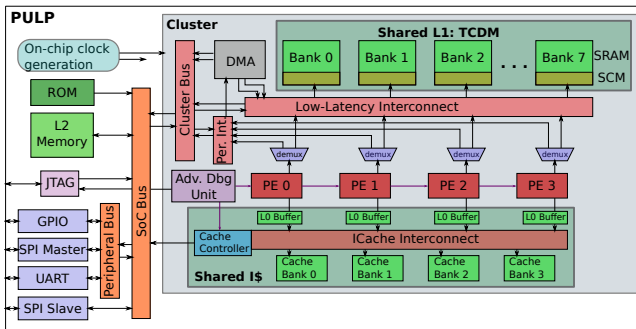 PULP
Cluster
Shared L1: TCDM
On-chip clock
generation
DMA
Bank 0
Bank 1
Bank 2
. . .
Bank 7
SRAM
SCM
Cluster Bus
ROM
L2
Memory
Low-Latency Interconnect
Per. Int.
demux
demux
demux
demux
JTAG
SoC Bus
Adv. Dbg
Unit
PE 0
PE 1
PE 2
PE 3
GPIO
Peripheral Bus
L0 Buffer
L0 Buffer
L0 Buffer
L0 Buffer
SPI Master
Cache
Controller
ICache Interconnect
UART
Cache
Bank 0
Cache
Bank 1
Cache
Bank 2
Cache
Bank 3
Shared I$
SPI Slave